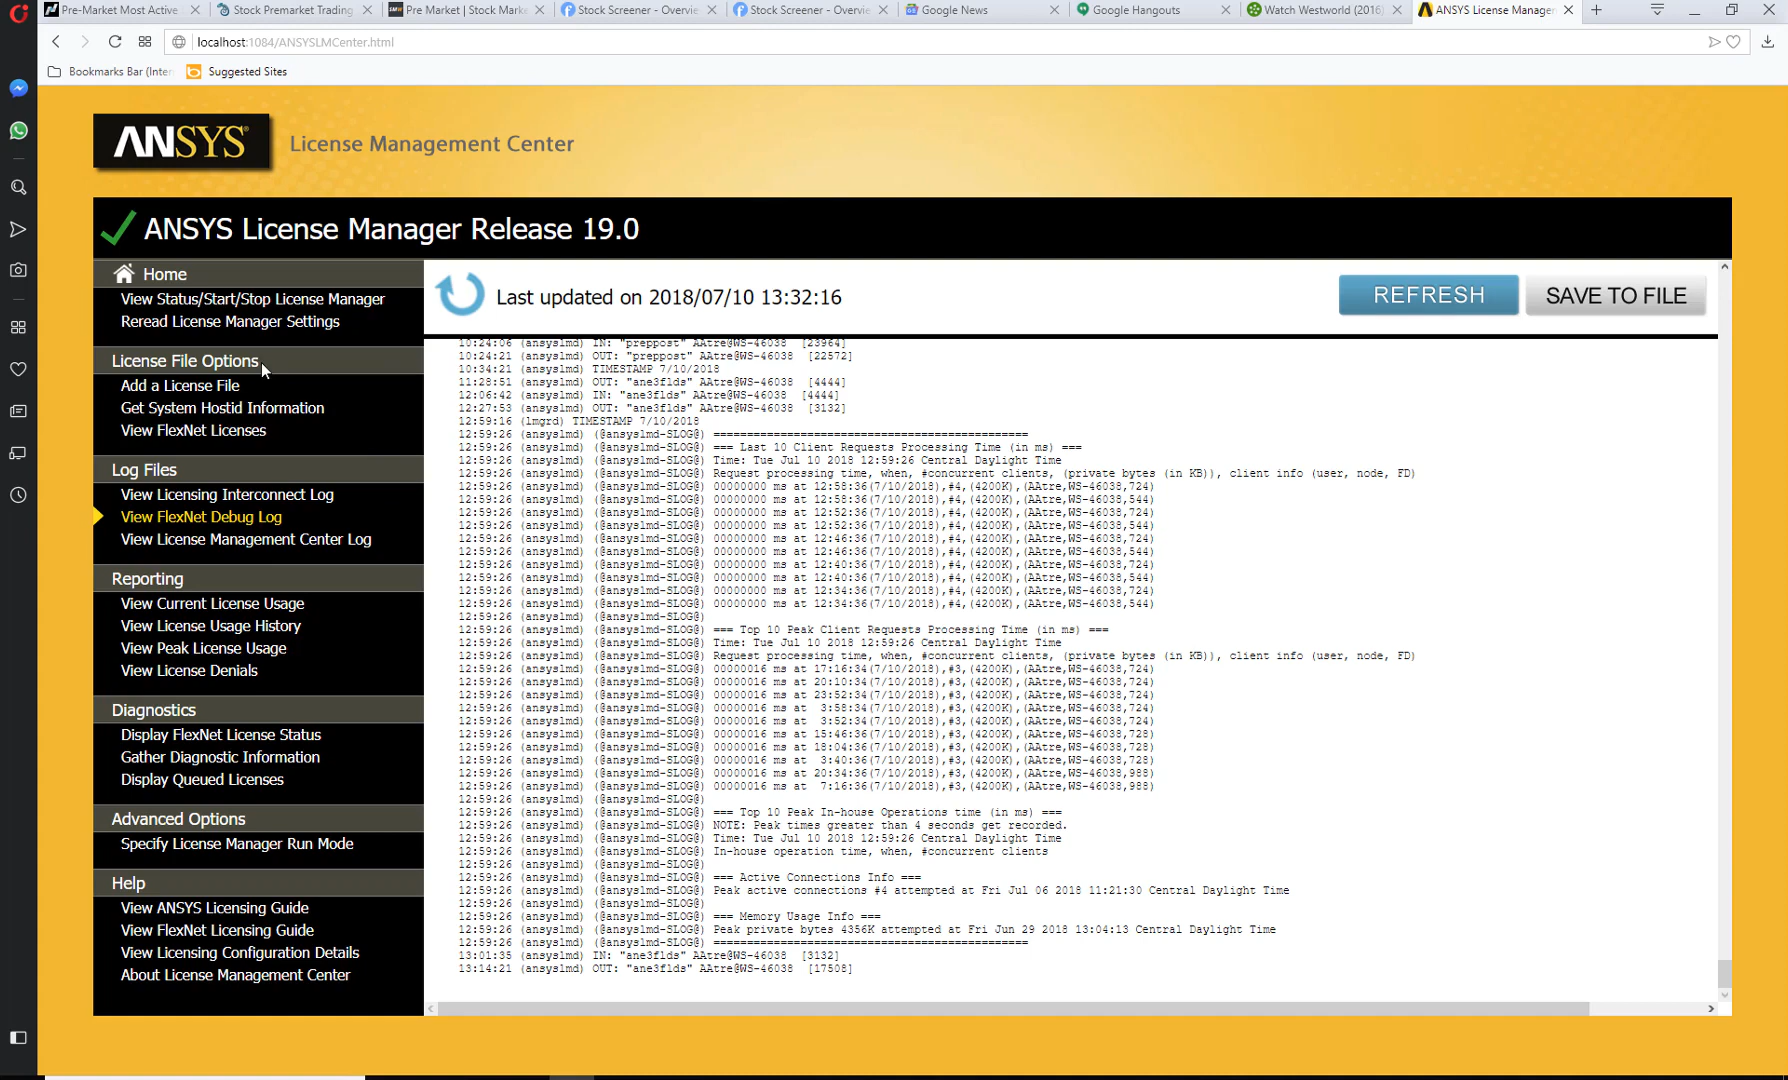 Pre-Market Most Active
Stock Premarket Trading
Pre Market | Stock Mark
Stock Screener - Overvie
Stock Screener - Overvie
Google News
Google Hangouts
Watch Westworld (2016)
ANSYS License Manager
localhost:1084/ANSYSLMCenter.html
Bookmarks Bar (Inter
Suggested Sites
ANSYS® License Management Center
ANSYS License Manager Release 19.0
Home
View Status/Start/Stop License Manager
Reread License Manager Settings
License File Options
Add a License File
Get System Hostid Information
View FlexNet Licenses
Log Files
View Licensing Interconnect Log
View FlexNet Debug Log
View License Management Center Log
Reporting
View Current License Usage
View License Usage History
View Peak License Usage
View License Denials
Diagnostics
Display FlexNet License Status
Gather Diagnostic Information
Display Queued Licenses
Advanced Options
Specify License Manager Run Mode
Help
View ANSYS Licensing Guide
View FlexNet Licensing Guide
View Licensing Configuration Details
About License Management Center
Last updated on 2018/07/10 13:32:16
REFRESH
SAVE TO FILE
10:24:06 (ansyslmd) IN: "preppost" AAtre@WS-46038 [23964]
10:24:21 (ansyslmd) OUT: "preppost" AAtre@WS-46038 [22572]
10:34:21 (ansyslmd) TIMESTAMP 7/10/2018
11:28:51 (ansyslmd) OUT: "ane3flds" AAtre@WS-46038 [4444]
12:06:42 (ansyslmd) IN: "ane3flds" AAtre@WS-46038 [4444]
12:27:53 (ansyslmd) OUT: "ane3flds" AAtre@WS-46038 [3132]
12:59:16 (lmgrd) TIMESTAMP 7/10/2018
12:59:26 (ansyslmd) (@ansyslmd-SLOG@) ===============================================
12:59:26 (ansyslmd) (@ansyslmd-SLOG@) === Last 10 Client Requests Processing Time (in ms) ===
12:59:26 (ansyslmd) (@ansyslmd-SLOG@) Time: Tue Jul 10 2018 12:59:26 Central Daylight Time
12:59:26 (ansyslmd) (@ansyslmd-SLOG@) Request processing time, when, #concurrent clients, (private bytes (in KB)), client info (user, node, FD)
12:59:26 (ansyslmd) (@ansyslmd-SLOG@) 00000000 ms at 12:58:36(7/10/2018),#4,(4200K),(AAtre,WS-46038,724)
12:59:26 (ansyslmd) (@ansyslmd-SLOG@) 00000000 ms at 12:58:36(7/10/2018),#4,(4200K),(AAtre,WS-46038,544)
12:59:26 (ansyslmd) (@ansyslmd-SLOG@) 00000000 ms at 12:52:36(7/10/2018),#4,(4200K),(AAtre,WS-46038,724)
12:59:26 (ansyslmd) (@ansyslmd-SLOG@) 00000000 ms at 12:52:36(7/10/2018),#4,(4200K),(AAtre,WS-46038,544)
12:59:26 (ansyslmd) (@ansyslmd-SLOG@) 00000000 ms at 12:46:36(7/10/2018),#4,(4200K),(AAtre,WS-46038,724)
12:59:26 (ansyslmd) (@ansyslmd-SLOG@) 00000000 ms at 12:46:36(7/10/2018),#4,(4200K),(AAtre,WS-46038,544)
12:59:26 (ansyslmd) (@ansyslmd-SLOG@) 00000000 ms at 12:40:36(7/10/2018),#4,(4200K),(AAtre,WS-46038,724)
12:59:26 (ansyslmd) (@ansyslmd-SLOG@) 00000000 ms at 12:40:36(7/10/2018),#4,(4200K),(AAtre,WS-46038,544)
12:59:26 (ansyslmd) (@ansyslmd-SLOG@) 00000000 ms at 12:34:36(7/10/2018),#4,(4200K),(AAtre,WS-46038,724)
12:59:26 (ansyslmd) (@ansyslmd-SLOG@) 00000000 ms at 12:34:36(7/10/2018),#4,(4200K),(AAtre,WS-46038,544)
12:59:26 (ansyslmd) (@ansyslmd-SLOG@)
12:59:26 (ansyslmd) (@ansyslmd-SLOG@) === Top 10 Peak Client Requests Processing Time (in ms) ===
12:59:26 (ansyslmd) (@ansyslmd-SLOG@) Time: Tue Jul 10 2018 12:59:26 Central Daylight Time
12:59:26 (ansyslmd) (@ansyslmd-SLOG@) Request processing time, when, #concurrent clients, (private bytes (in KB)), client info (user, node, FD)
12:59:26 (ansyslmd) (@ansyslmd-SLOG@) 00000016 ms at 17:16:34(7/10/2018),#3,(4200K),(AAtre,WS-46038,724)
12:59:26 (ansyslmd) (@ansyslmd-SLOG@) 00000016 ms at 20:10:34(7/10/2018),#3,(4200K),(AAtre,WS-46038,724)
12:59:26 (ansyslmd) (@ansyslmd-SLOG@) 00000016 ms at 23:52:34(7/10/2018),#3,(4200K),(AAtre,WS-46038,724)
12:59:26 (ansyslmd) (@ansyslmd-SLOG@) 00000016 ms at 3:58:34(7/10/2018),#3,(4200K),(AAtre,WS-46038,724)
12:59:26 (ansyslmd) (@ansyslmd-SLOG@) 00000016 ms at 3:52:34(7/10/2018),#3,(4200K),(AAtre,WS-46038,724)
12:59:26 (ansyslmd) (@ansyslmd-SLOG@) 00000016 ms at 15:46:36(7/10/2018),#3,(4200K),(AAtre,WS-46038,728)
12:59:26 (ansyslmd) (@ansyslmd-SLOG@) 00000016 ms at 18:04:36(7/10/2018),#3,(4200K),(AAtre,WS-46038,728)
12:59:26 (ansyslmd) (@ansyslmd-SLOG@) 00000016 ms at 3:40:36(7/10/2018),#3,(4200K),(AAtre,WS-46038,728)
12:59:26 (ansyslmd) (@ansyslmd-SLOG@) 00000016 ms at 20:34:36(7/10/2018),#3,(4200K),(AAtre,WS-46038,988)
12:59:26 (ansyslmd) (@ansyslmd-SLOG@) 00000016 ms at 7:16:36(7/10/2018),#3,(4200K),(AAtre,WS-46038,988)
12:59:26 (ansyslmd) (@ansyslmd-SLOG@)
12:59:26 (ansyslmd) (@ansyslmd-SLOG@) === Top 10 Peak In-house Operations time (in ms) ===
12:59:26 (ansyslmd) (@ansyslmd-SLOG@) NOTE: Peak times greater than 4 seconds get recorded.
12:59:26 (ansyslmd) (@ansyslmd-SLOG@) Time: Tue Jul 10 2018 12:59:26 Central Daylight Time
12:59:26 (ansyslmd) (@ansyslmd-SLOG@) In-house operation time, when, #concurrent clients
12:59:26 (ansyslmd) (@ansyslmd-SLOG@)
12:59:26 (ansyslmd) (@ansyslmd-SLOG@) === Active Connections Info ===
12:59:26 (ansyslmd) (@ansyslmd-SLOG@) Peak active connections #4 attempted at Fri Jul 06 2018 11:21:30 Central Daylight Time
12:59:26 (ansyslmd) (@ansyslmd-SLOG@)
12:59:26 (ansyslmd) (@ansyslmd-SLOG@) === Memory Usage Info ===
12:59:26 (ansyslmd) (@ansyslmd-SLOG@) Peak private bytes 4356K attempted at Fri Jun 29 2018 13:04:13 Central Daylight Time
12:59:26 (ansyslmd) (@ansyslmd-SLOG@) ===============================================
13:01:35 (ansyslmd) IN: "ane3flds" AAtre@WS-46038 [3132]
13:14:21 (ansyslmd) OUT: "ane3flds" AAtre@WS-46038 [17508]